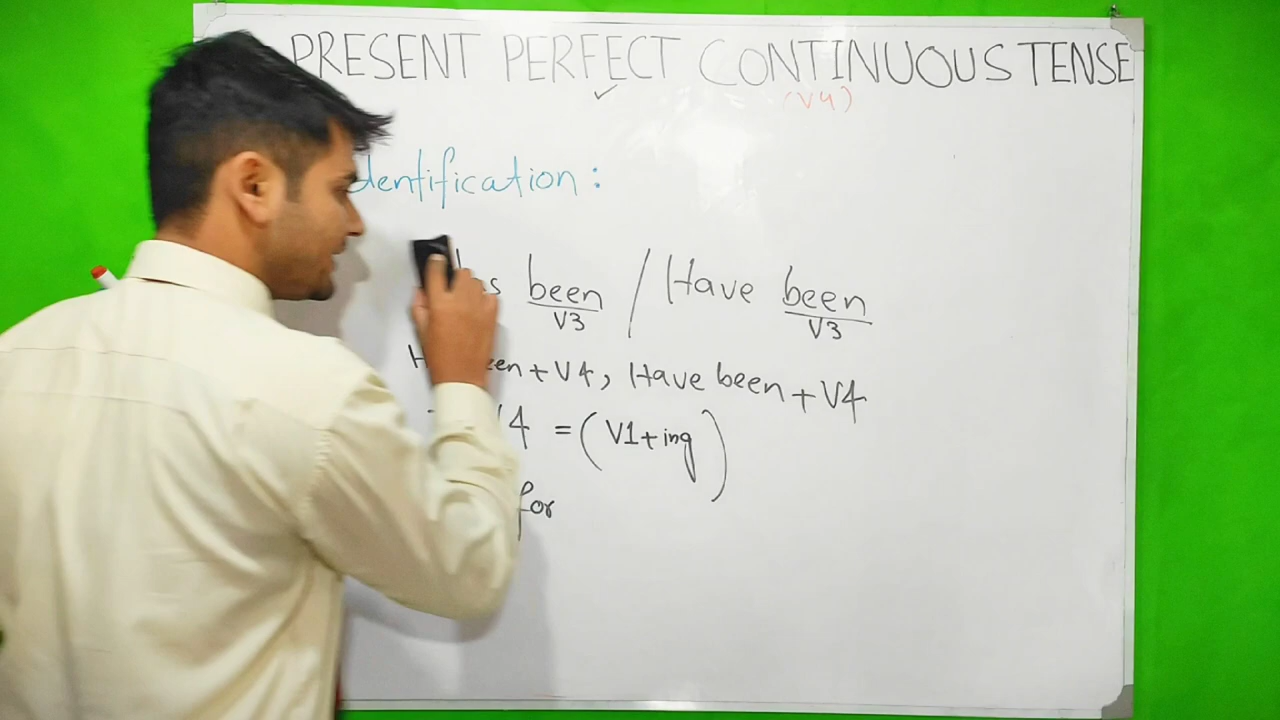 PRESENT PERFECT CONTINUOUS TENSE
(V4)
dentification :
been / Have been
V3 V3
+ V4, Have been + V4
4 = (V1+ing)
for